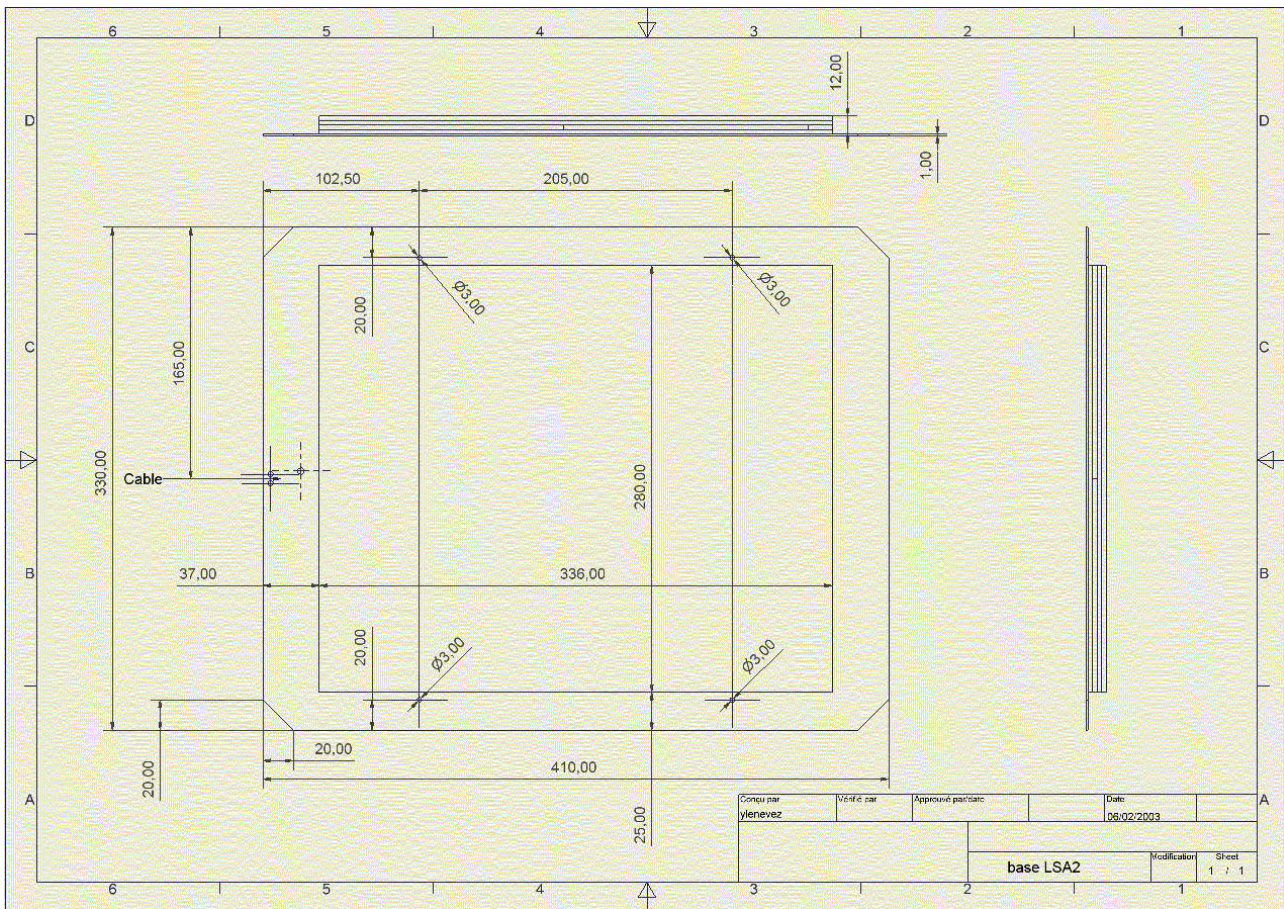 6 5 4 3 2 1
D D
12,00
1,00
102,50 205,00
Ø3,00 Ø3,00
20,00
C C
165,00
330,00
Cable
280,00
B B
37,00 336,00
20,00
Ø3,00 Ø3,00
20,00
20,00
410,00
25,00
A A
Conçu par Vérifié par Approuvé par/date Date
ylenevez 06/02/2003
base LSA2
Modification Sheet
1 / 1
6 5 4 3 2 1